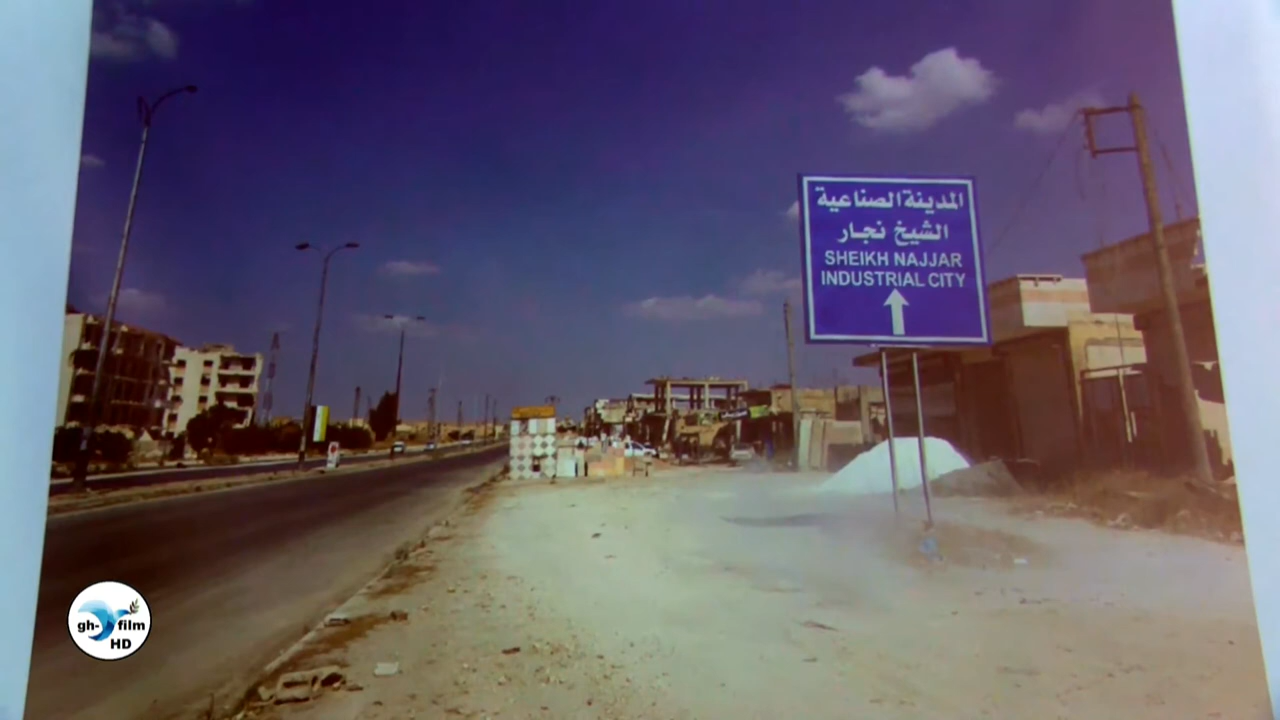 المدينة الصناعية
الشيخ نجار
SHEIKH NAJJAR
INDUSTRIAL CITY
gh-film
HD